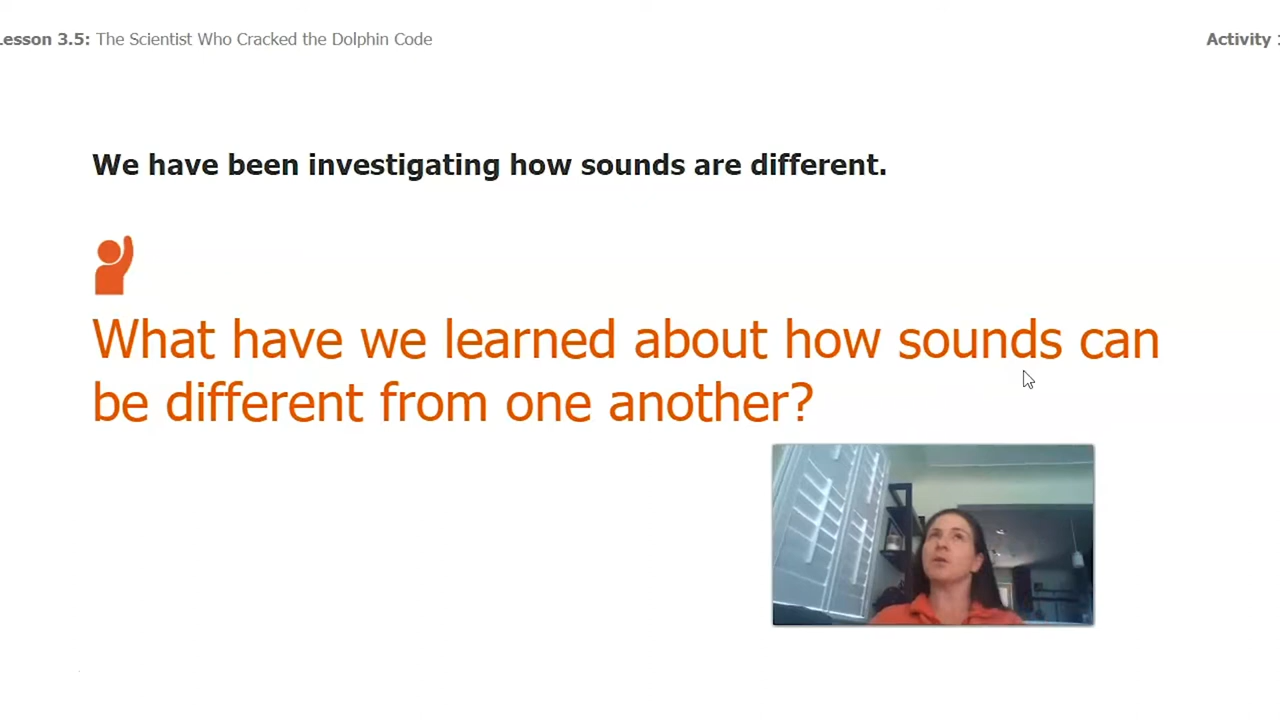 Lesson 3.5: The Scientist Who Cracked the Dolphin Code
Activity
We have been investigating how sounds are different.
What have we learned about how sounds can
be different from one another?